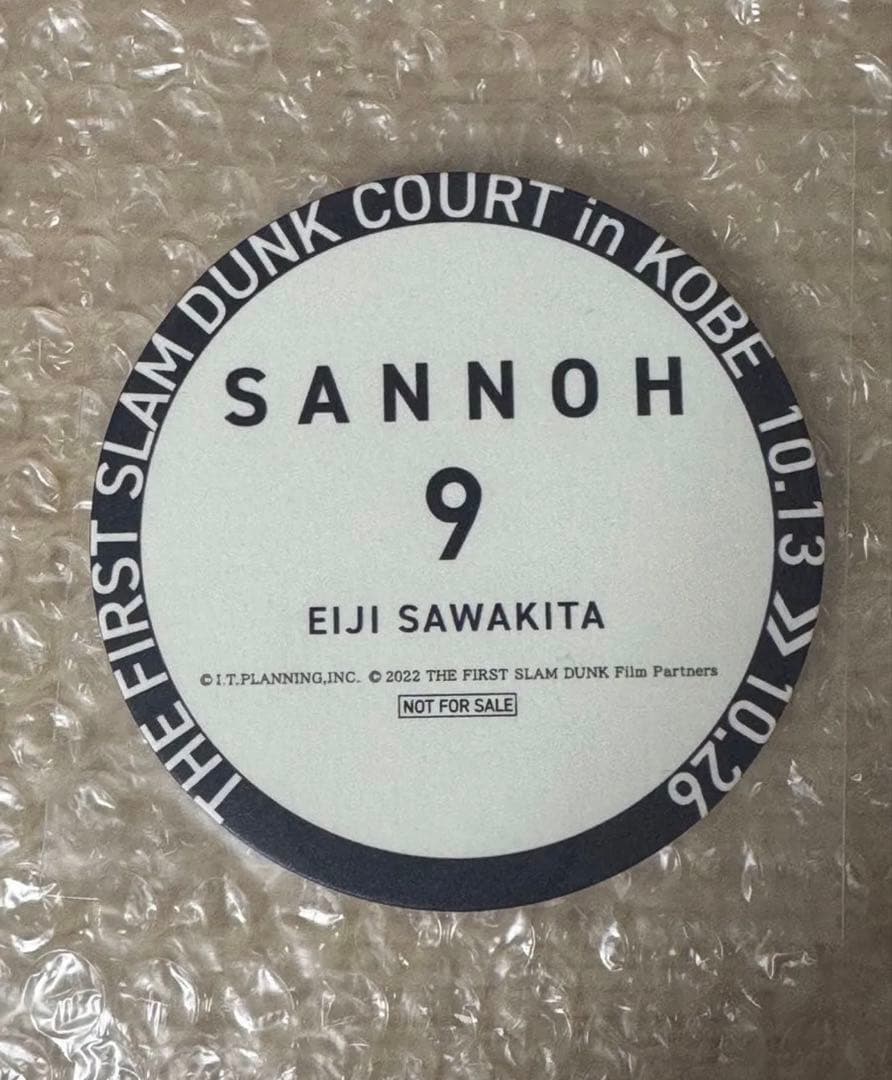 THE FIRST SLAM DUNK COURT in KOBE 10.13 》 10.26
SANNOH
9
EIJI SAWAKITA
©I.T.PLANNING,INC. © 2022 THE FIRST SLAM DUNK Film Partners
NOT FOR SALE